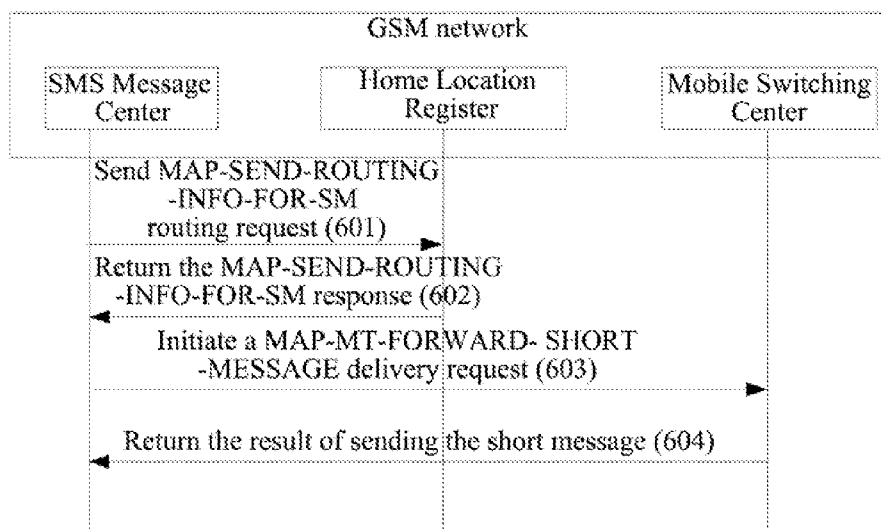 GSM network
SMS Message
Center
Home Location
Register
Mobile Switching
Center
Send MAP-SEND-ROUTING
-INFO-FOR-SM
routing request (601)
Return the MAP-SEND-ROUTING
-INFO-FOR-SM response (602)
Initiate a MAP-MT-FORWARD- SHORT
-MESSAGE delivery request (603)
Return the result of sending the short message (604)